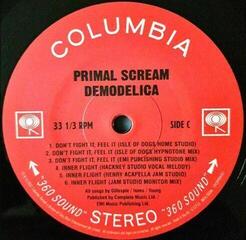 COLUMBIA
PRIMAL SCREAM
DEMODELICA
33 1/3 RPM
SIDE C
1. DON'T FIGHT IT, FEEL IT (ISLE OF DOGS HOME STUDIO)
2. DON'T FIGHT IT, FEEL IT (ISLE OF DOGS HYPNOTONE MIX)
3. DON'T FIGHT IT, FEEL IT (EMI PUBLISHING STUDIO MIX)
4. INNER FLIGHT (HACKNEY STUDIO VOCAL MELODY)
5. INNER FLIGHT (HENRY ACAPELLA JAM STUDIO)
6. INNER FLIGHT (JAM STUDIO MONITOR MIX)
All songs by Gillespie / Innes / Young
Published by Complete Music Ltd /
EMI Music Publishing Ltd.
"360 SOUND" STEREO "360 SOUND"